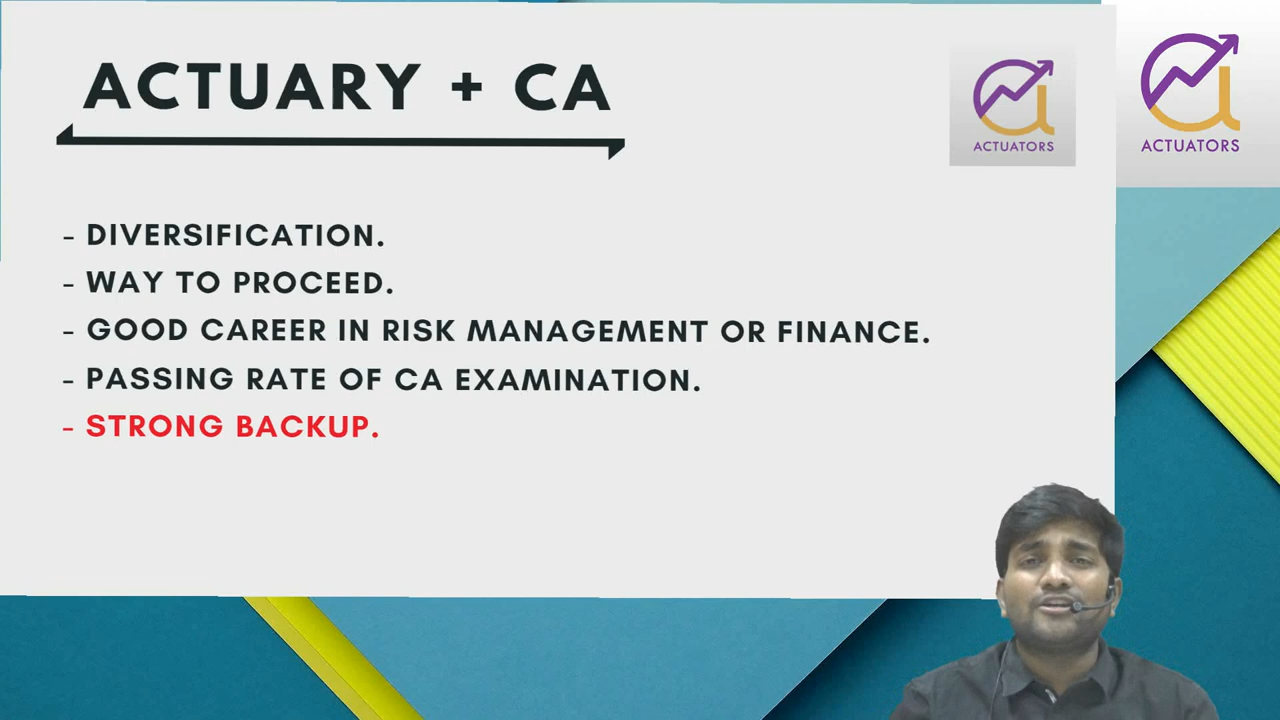 ACTUARY + CA
ACTUATORS
ACTUATORS
- DIVERSIFICATION.
- WAY TO PROCEED.
- GOOD CAREER IN RISK MANAGEMENT OR FINANCE.
- PASSING RATE OF CA EXAMINATION.
- STRONG BACKUP.